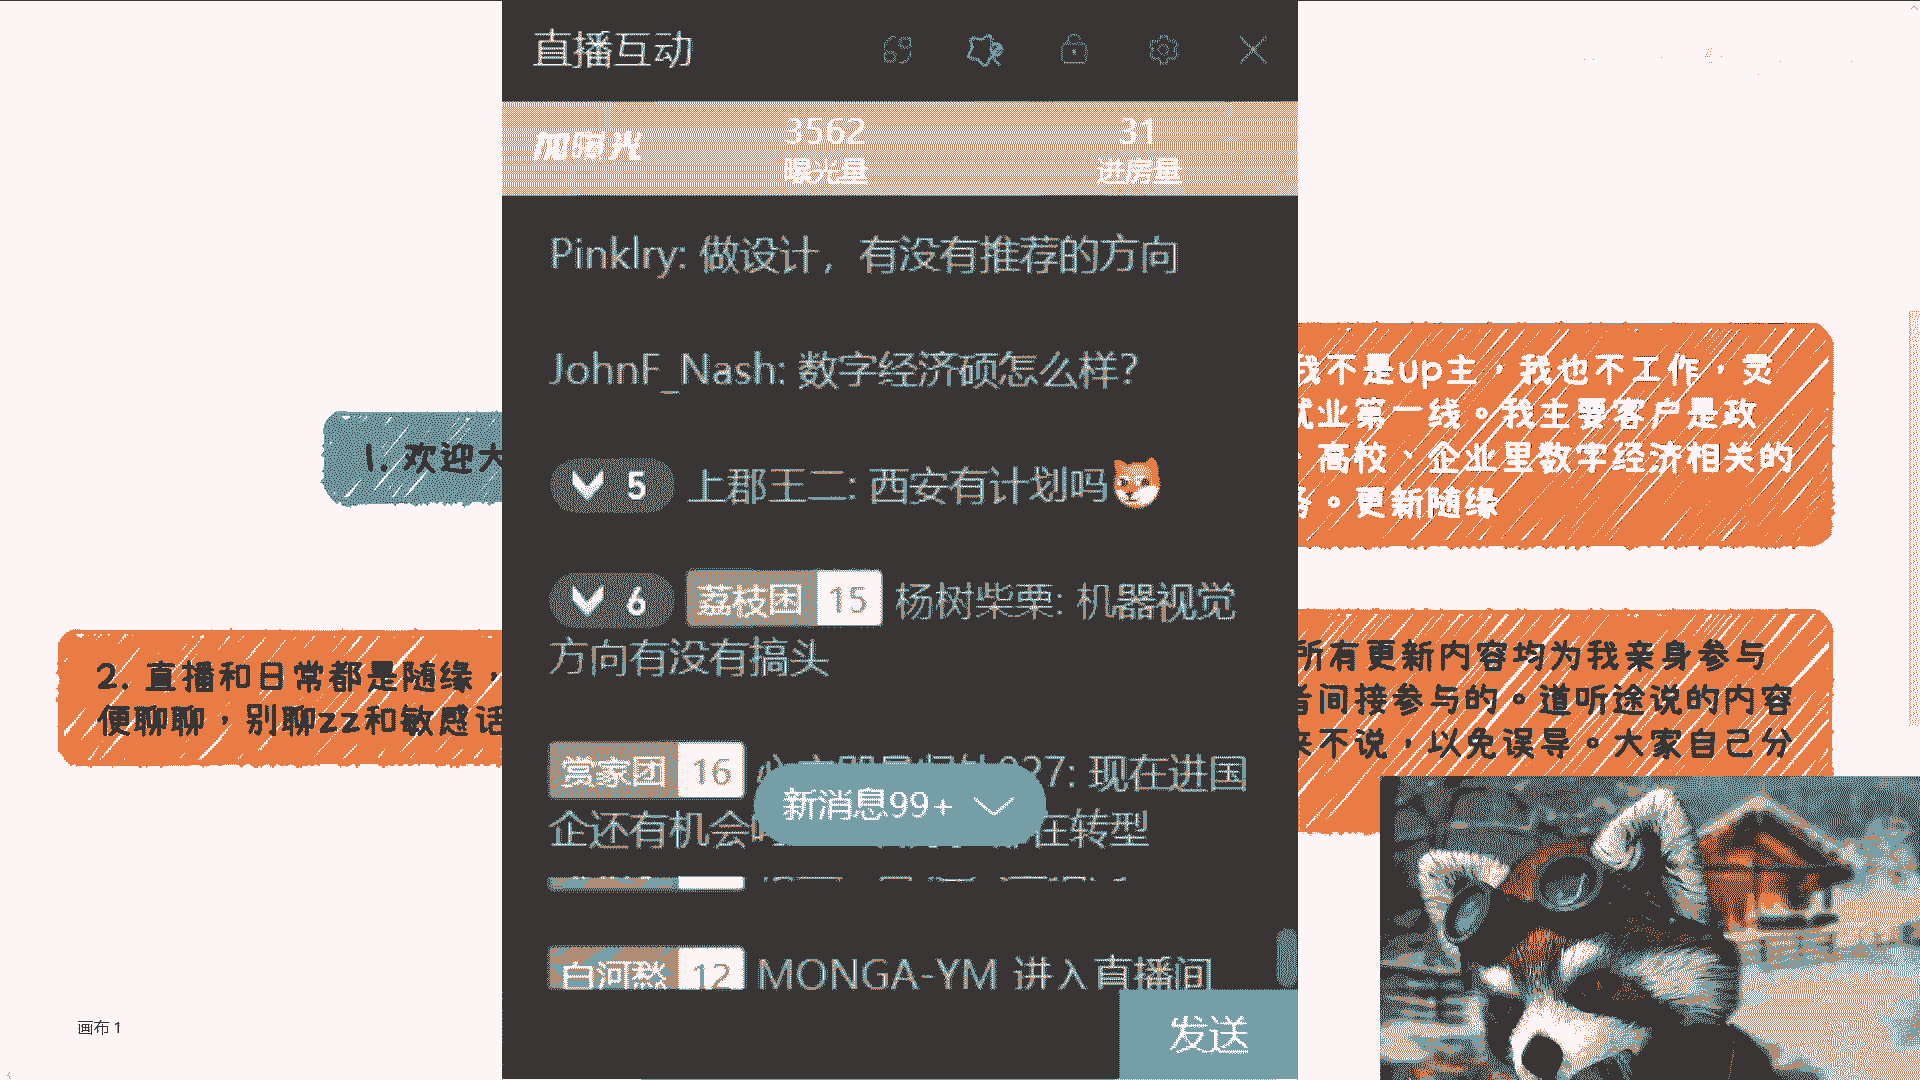 直播互动
加曝光
3562
曝光量
31
进房量
Pinklry: 做设计，有没有推荐的方向
JohnF_Nash: 数字经济硕怎么样?
5 上郡王二: 西安有计划吗
6 荔枝困 15 杨树柴栗: 机器视觉
方向有没有搞头
赏家团 16 27: 现在进国
企还有机会 在转型
新消息99+
白河愁 12 MONGA-YM 进入直播间
发送
1. 欢迎大
2. 直播和日常都是随缘，
便聊聊，别聊zz和敏感话
我不是up主，我也不工作，灵
就业第一线。我主要客户是政
、高校、企业里数字经济相关的
务。更新随缘
所有更新内容均为我亲身参与
者间接参与的。道听途说的内容
来不说，以免误导。大家自己分
画布 1